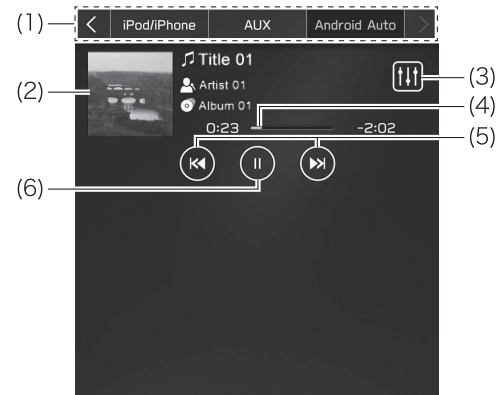 (1) iPod/iPhone AUX Android Auto
Title 01
(2) Artist 01 (3)
Album 01 (4)
0:23 -2:02 (5)
(6)